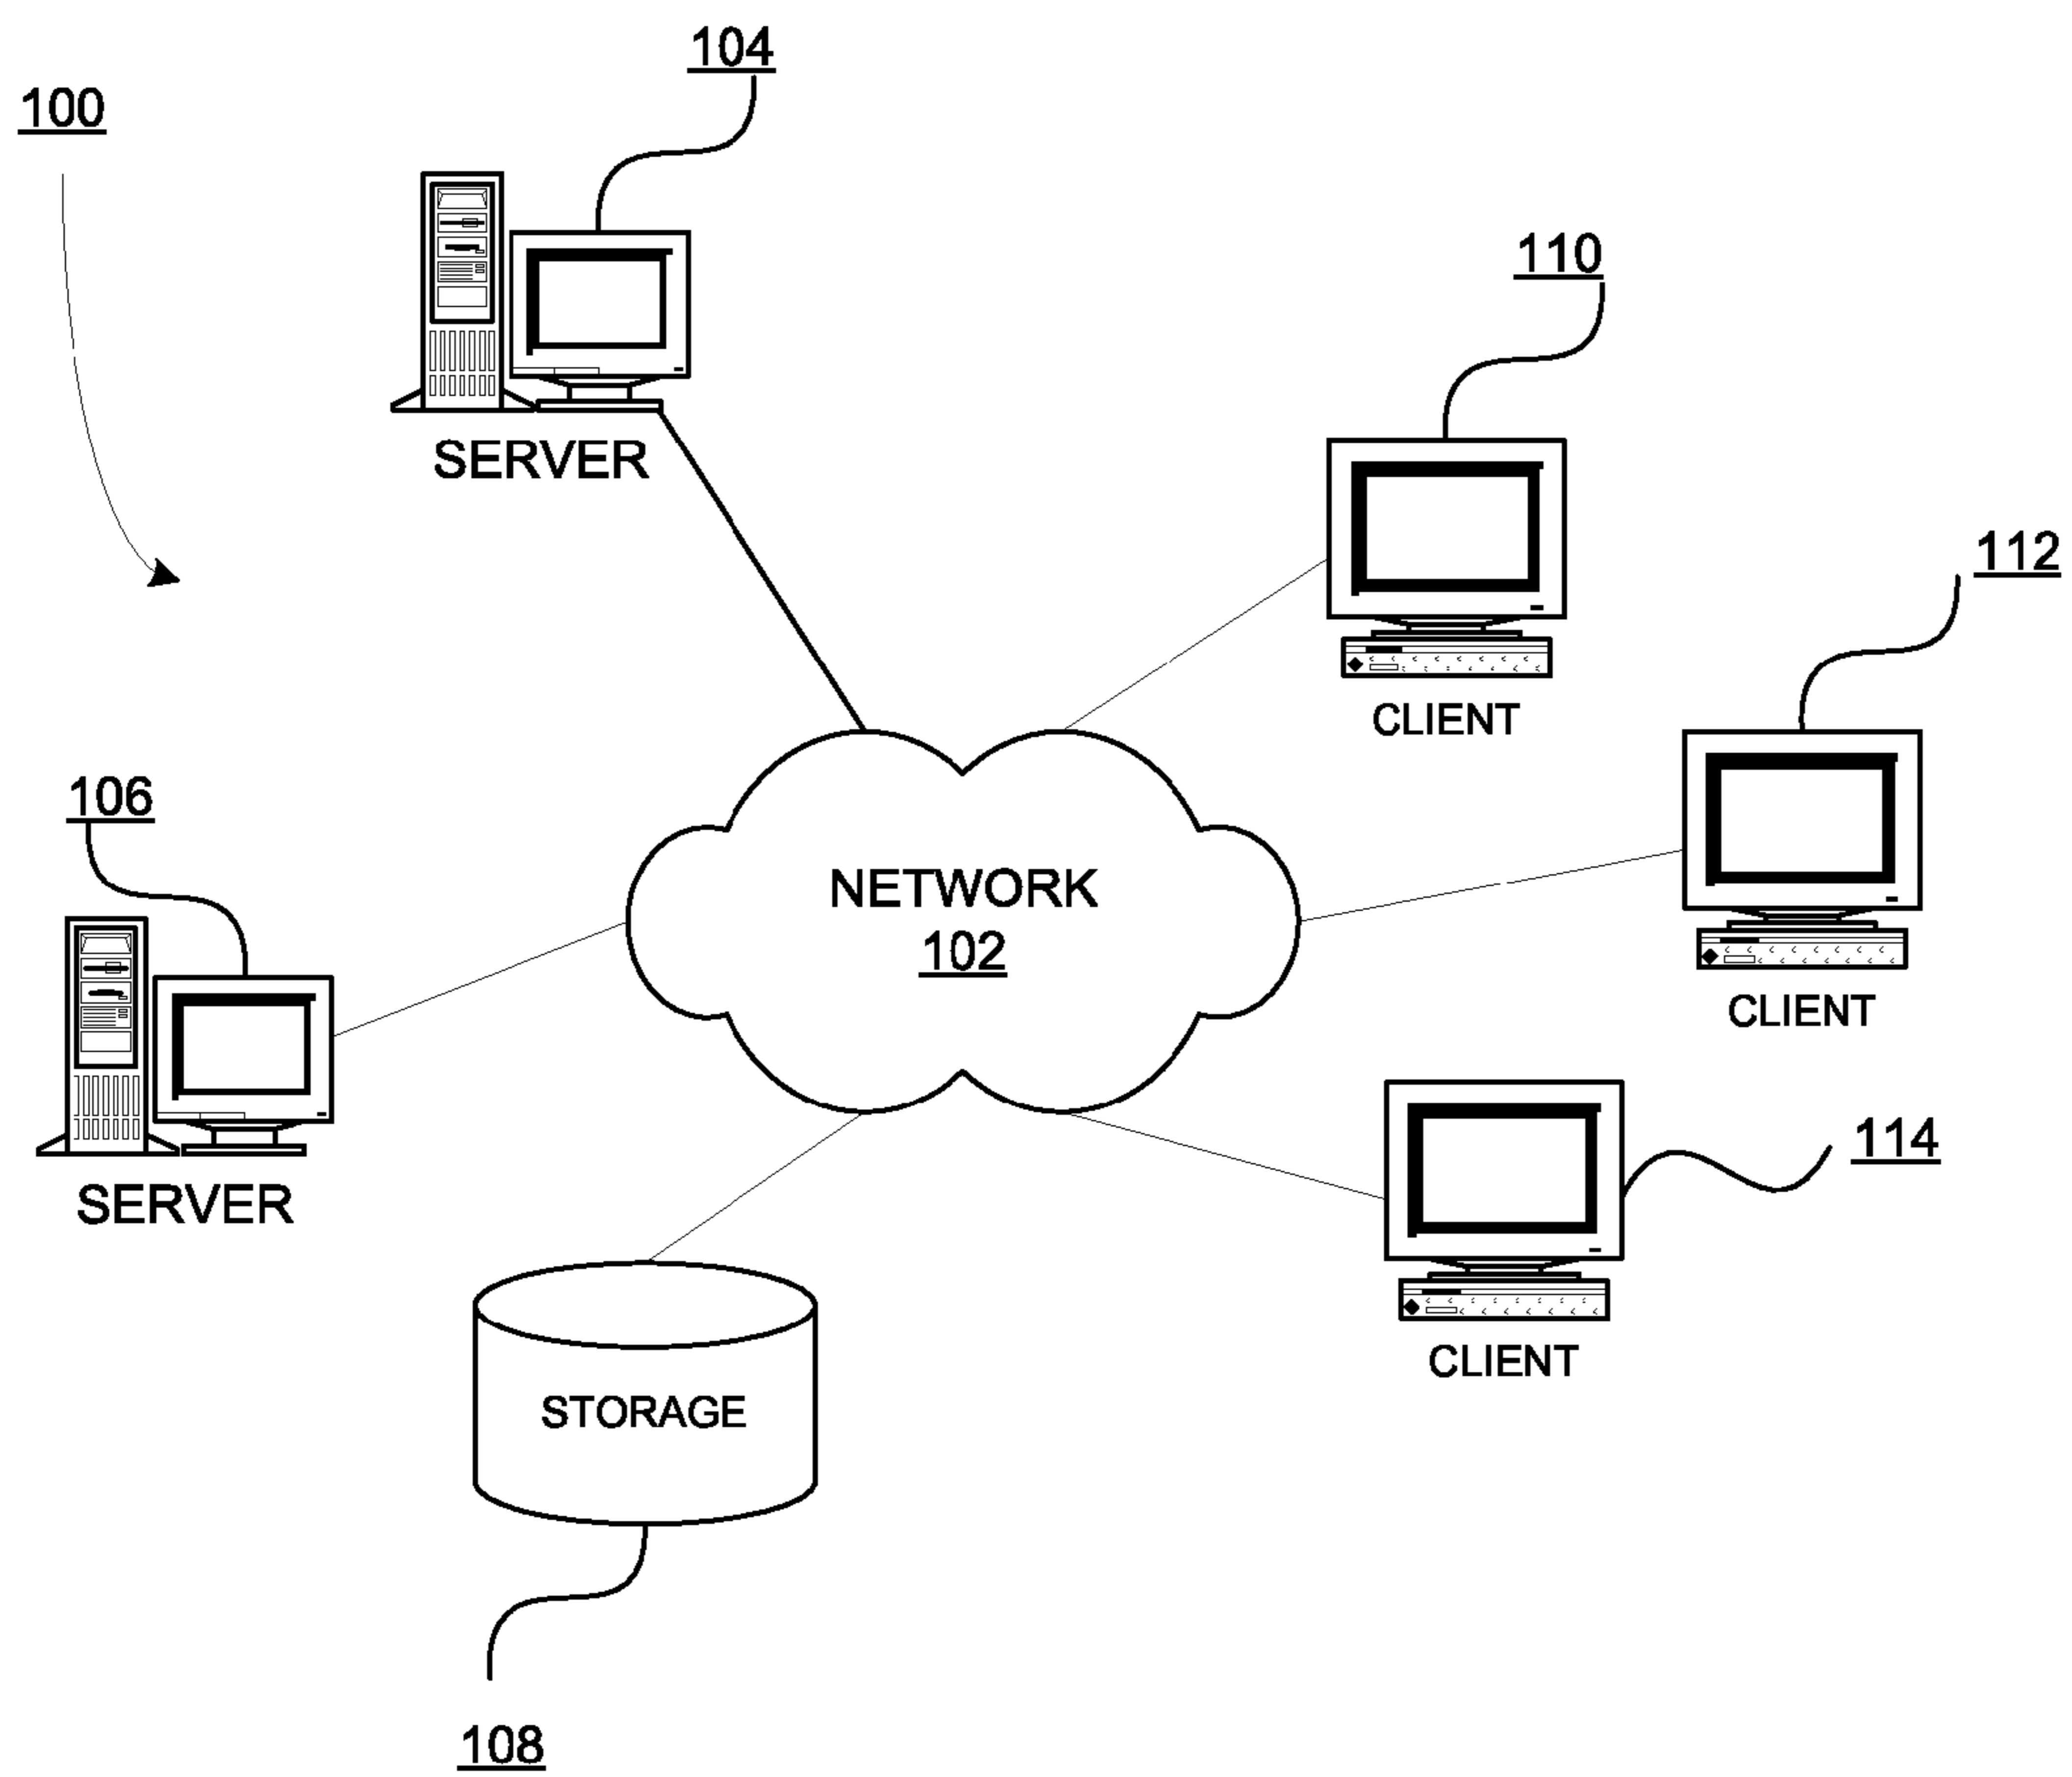 104
100
110
SERVER
112
CLIENT
106
NETWORK
102
CLIENT
114
SERVER
CLIENT
STORAGE
108